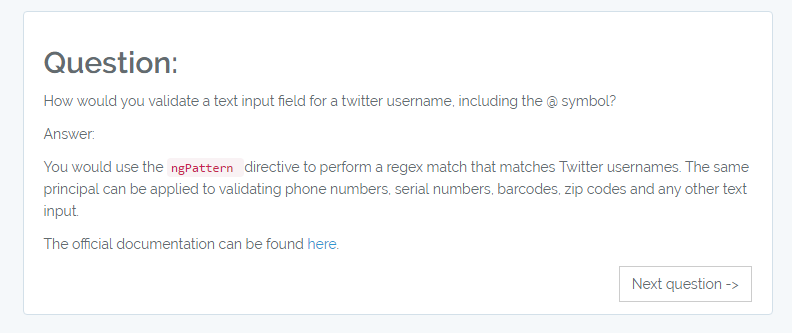 Question:
How would you validate a text input field for a twitter username, including the @ symbol?
Answer:
You would use the ngPattern directive to perform a regex match that matches Twitter usernames. The same
principal can be applied to validating phone numbers, serial numbers, barcodes, zip codes and any other text
input.
The official documentation can be found here.
Next question ->